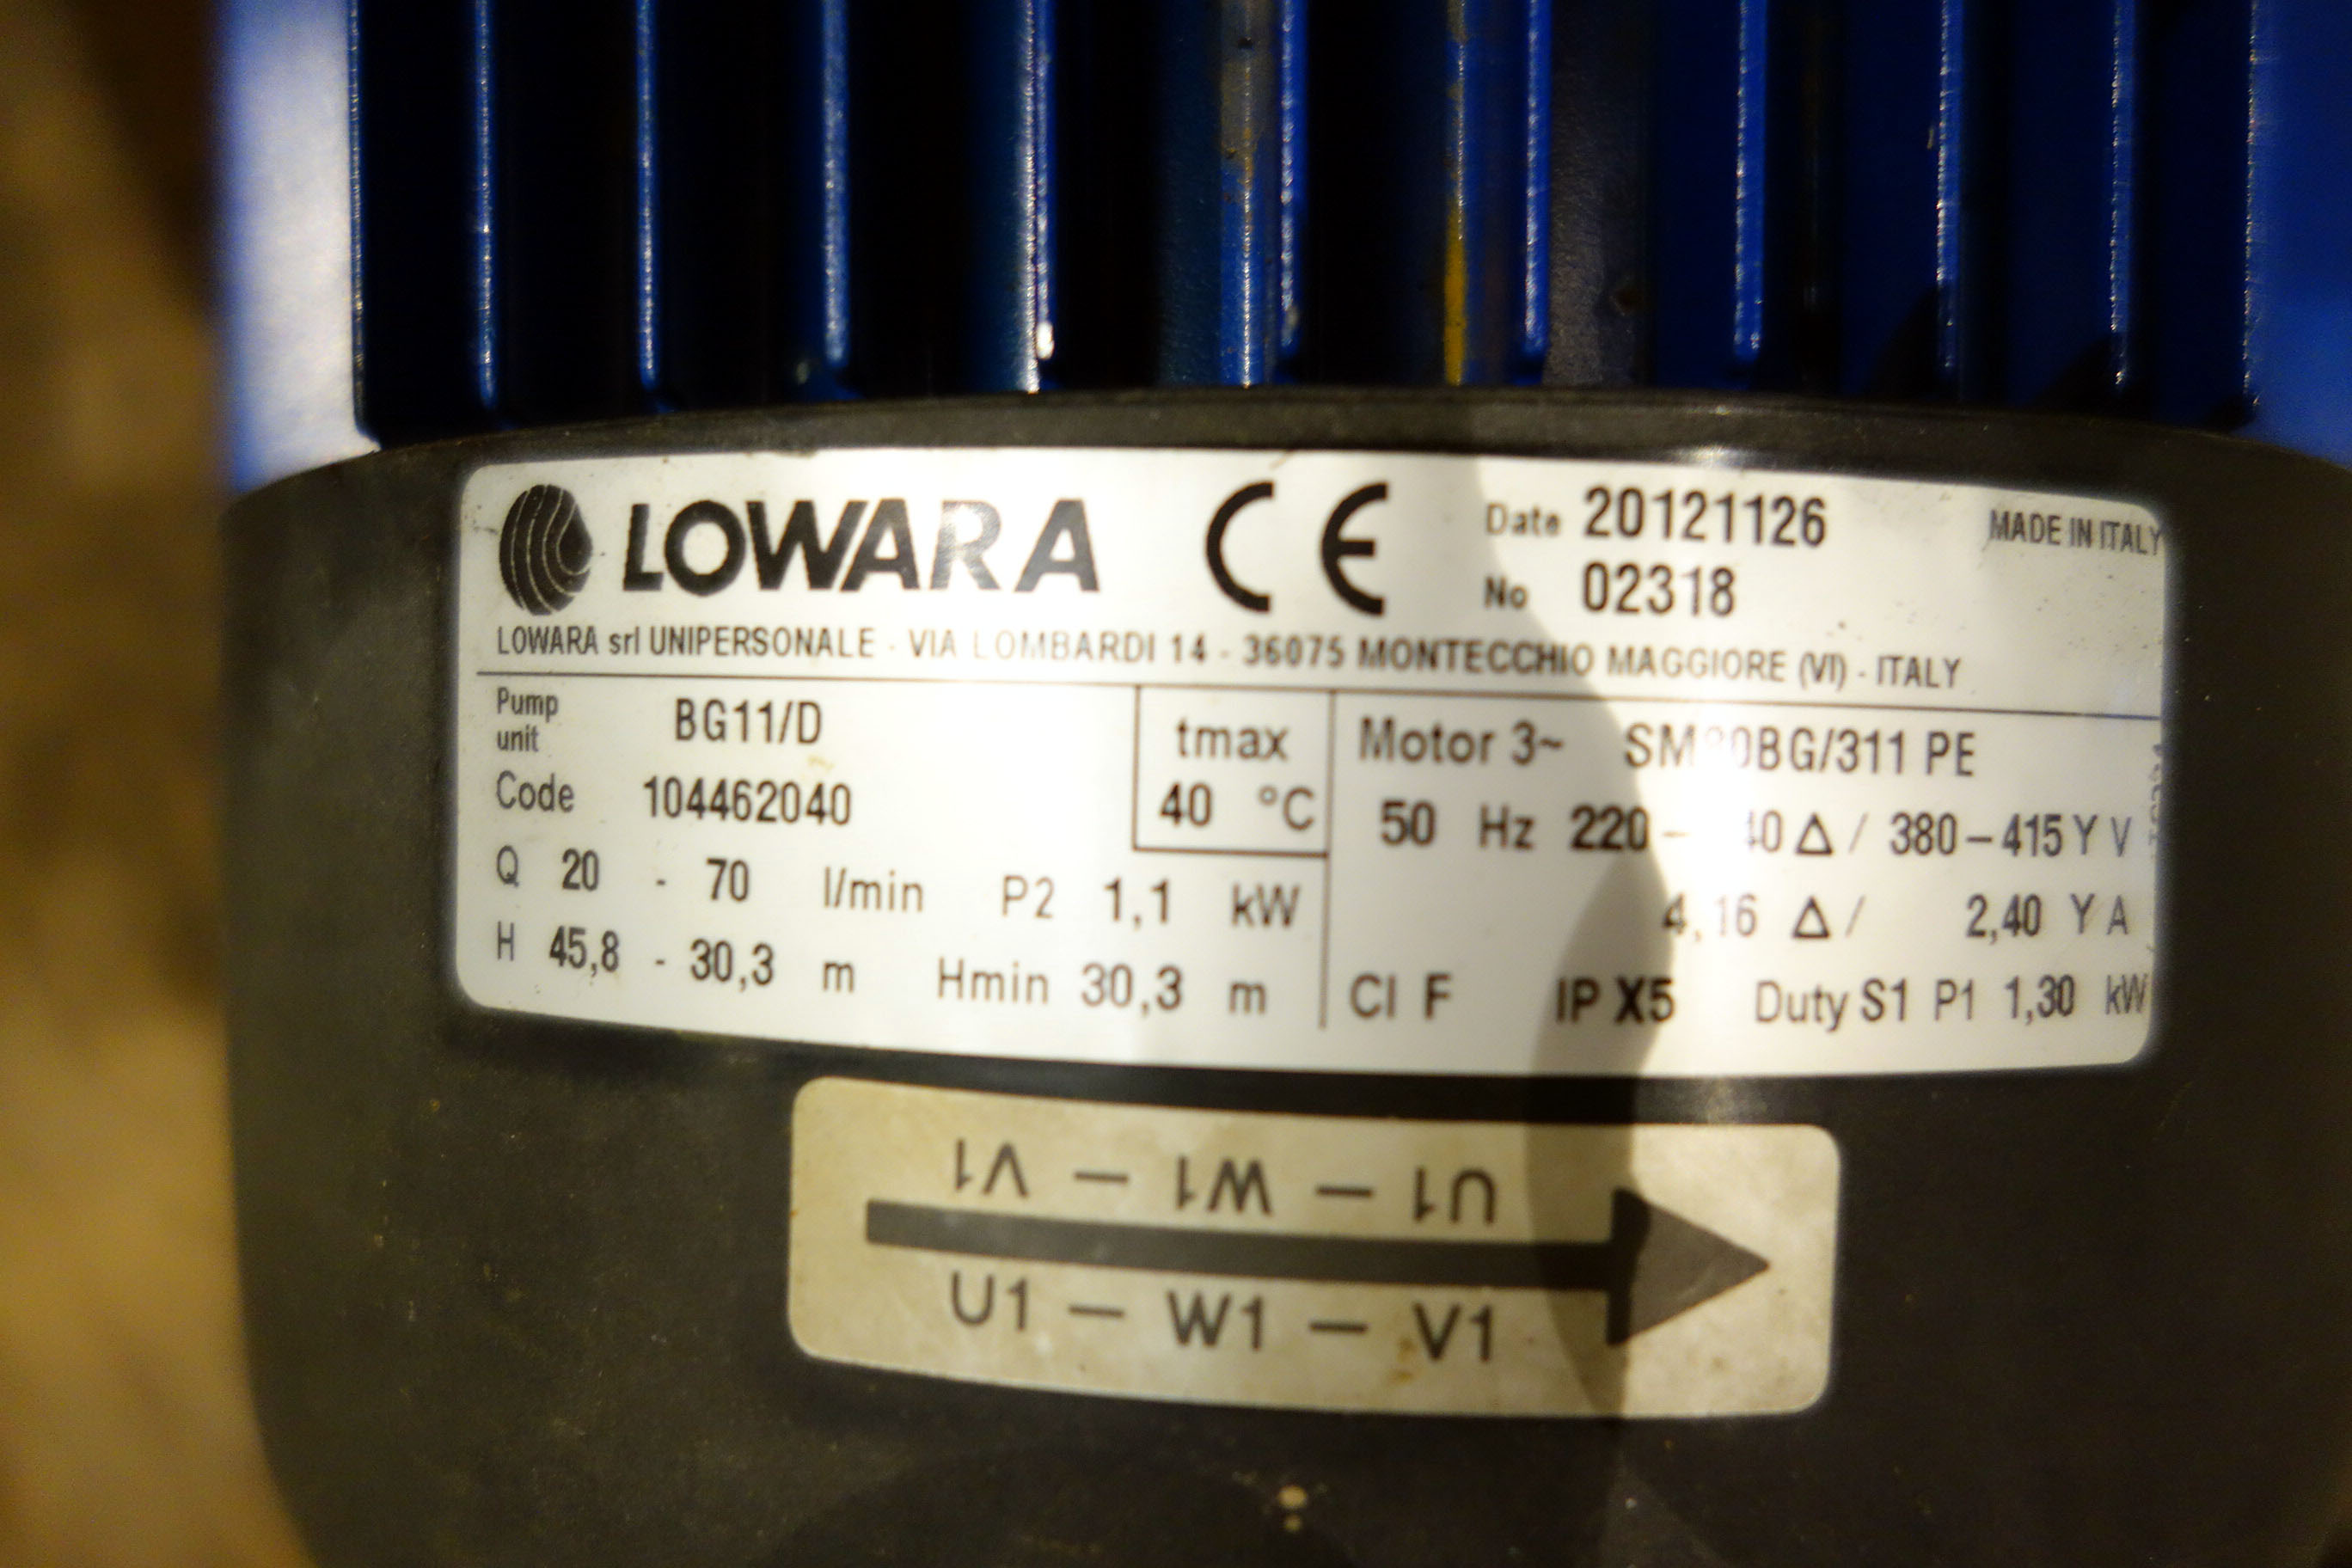 LOWARA CE Date 20121126 MADE IN ITALY
No 02318
LOWARA srl UNIPERSONALE - VIA LOMBARDI 14 - 36075 MONTECCHIO MAGGIORE (VI) - ITALY
Pump unit BG11/D
Code 104462040
tmax
40 °C
Q 20 - 70 l/min P2 1,1 kW
H 45,8 - 30,3 m Hmin 30,3 m
Motor 3~ PE
50 Hz 220 - Δ / 380 - 415 Y V
4,16 Δ / 2,40 Y A
Cl F IP X5 Duty S1 P1 1,30 kW
V1 — W1 — U1
U1 — W1 — V1